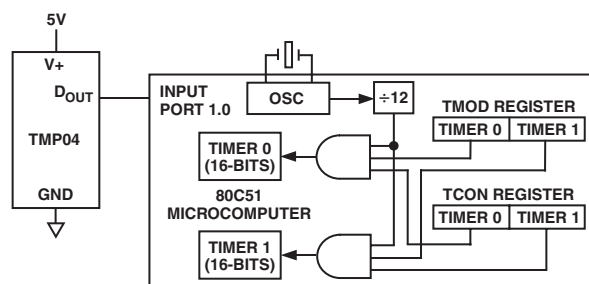 5V
V+
DOUT
TMP04
GND
INPUT
PORT 1.0
OSC
÷12
TIMER 0
(16-BITS)
80C51
MICROCOMPUTER
TIMER 1
(16-BITS)
TMOD REGISTER
TIMER 0 TIMER 1
TCON REGISTER
TIMER 0 TIMER 1